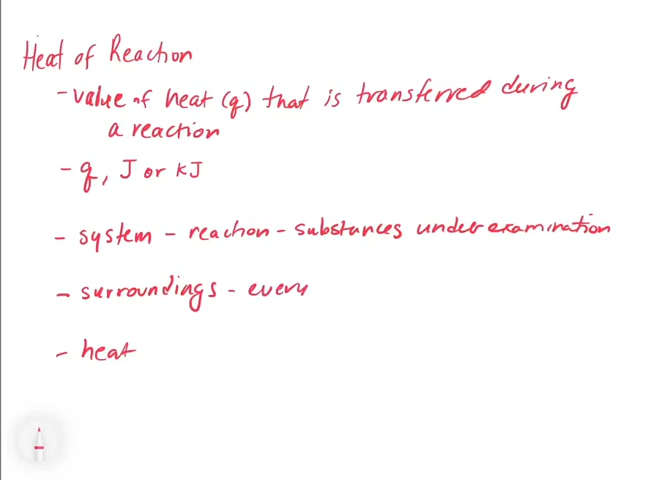 Heat of Reaction
- value of heat (q) that is transferred during
a reaction
- q, J or kJ
- system - reaction - substances under examination
- surroundings - every
- heat